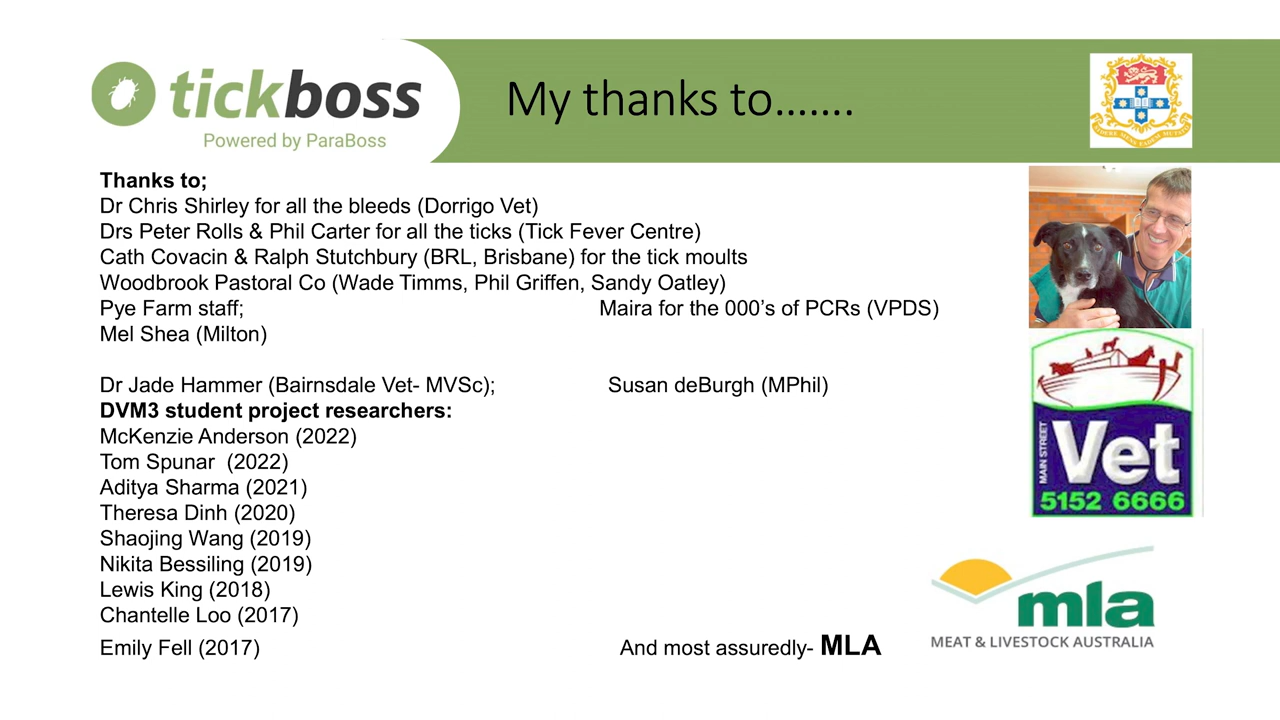 tickboss
Powered by ParaBoss
My thanks to.......
Thanks to;
Dr Chris Shirley for all the bleeds (Dorrigo Vet)
Drs Peter Rolls & Phil Carter for all the ticks (Tick Fever Centre)
Cath Covacin & Ralph Stutchbury (BRL, Brisbane) for the tick moults
Woodbrook Pastoral Co (Wade Timms, Phil Griffen, Sandy Oatley)
Pye Farm staff; Maira for the 000’s of PCRs (VPDS)
Mel Shea (Milton)
Dr Jade Hammer (Bairnsdale Vet- MVSc); Susan deBurgh (MPhil)
DVM3 student project researchers:
McKenzie Anderson (2022)
Tom Spunar (2022)
Aditya Sharma (2021)
Theresa Dinh (2020)
Shaojing Wang (2019)
Nikita Bessiling (2019)
Lewis King (2018)
Chantelle Loo (2017)
Emily Fell (2017) And most assuredly- MLA
MAIN STREET
Vet
5152 6666
mla
MEAT & LIVESTOCK AUSTRALIA